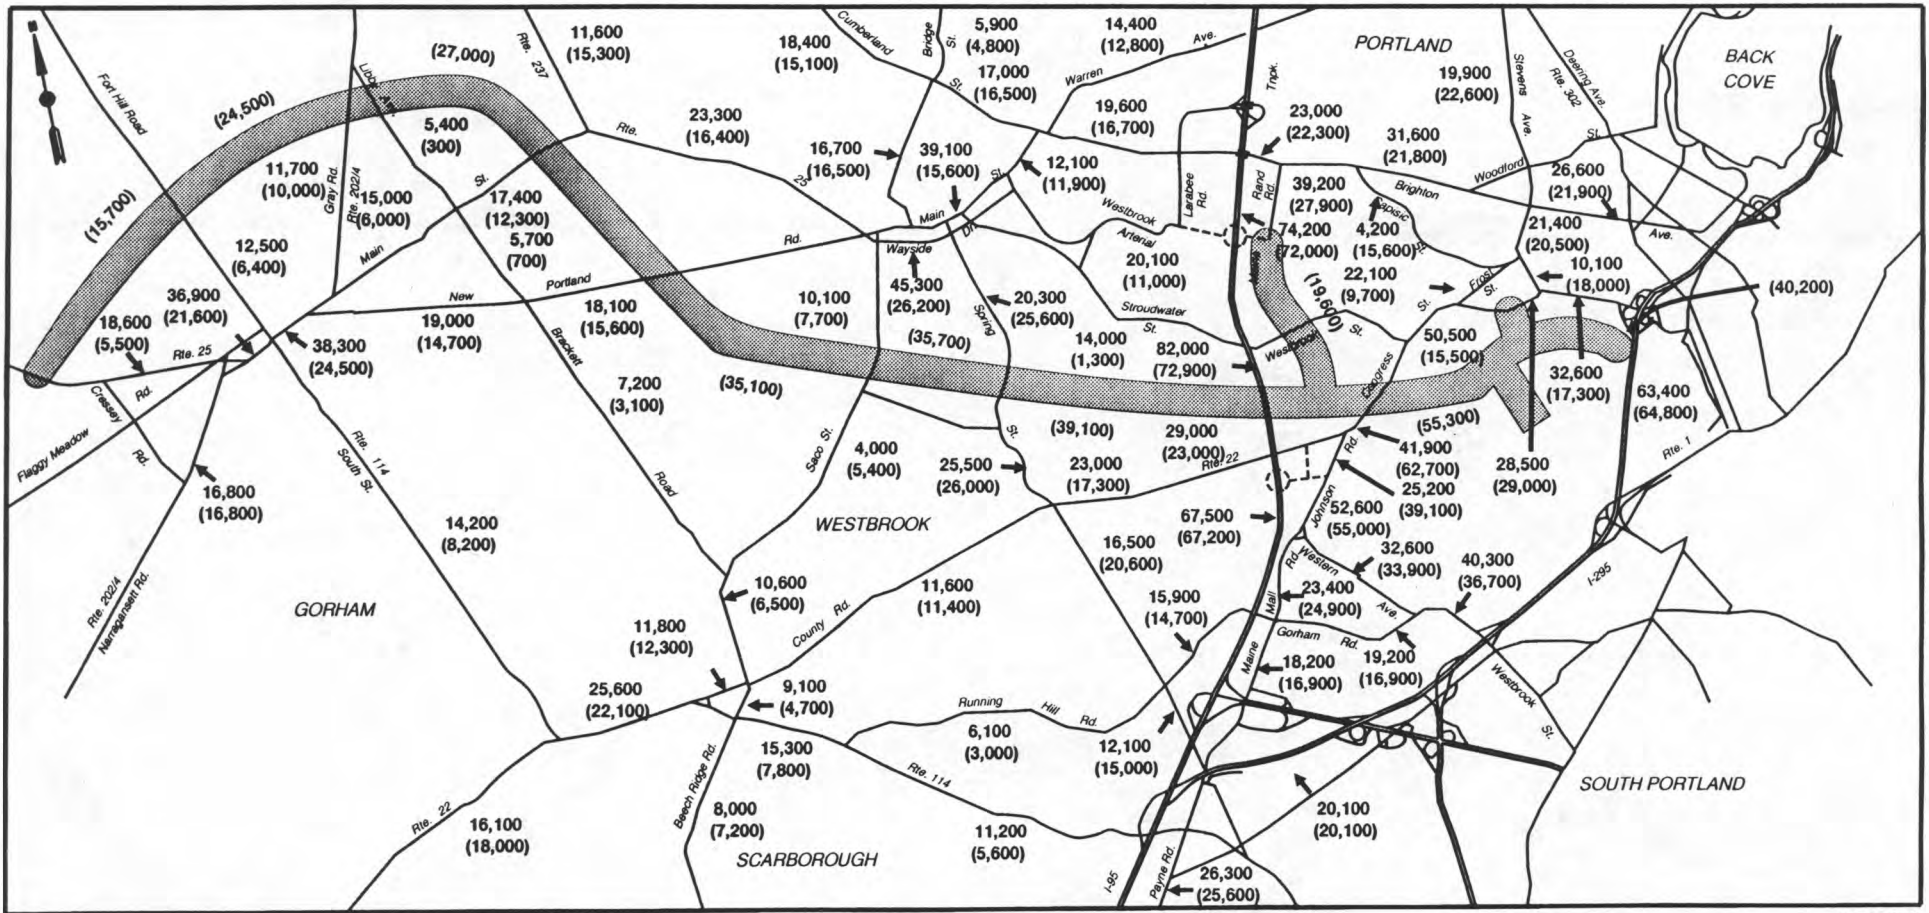 11,600
(15,300)
Cumberland
Bridge
St.
5,900
(4,800)
14,400
(12,800)
Ave.
PORTLAND
BACK
COVE
(27,000)
Rte. 237
18,400
(15,100)
17,000
(16,500)
St.
Warren
Tnpk.
Stevens
Ave.
Deering Ave.
Rte. 302
19,900
(22,600)
Fort Hill Road
Libby Ave.
(24,500)
5,400
(300)
Rte.
23,300
(16,400)
25
19,600
(16,700)
23,000
(22,300)
31,600
(21,800)
St.
Woodford
16,700
(16,500)
39,100
(15,600)
St.
12,100
(11,900)
Larabee
Rd.
Rand
Rd.
39,200
(27,900)
Brighton
Capisic
St.
26,600
(21,900)
Ave.
11,700
(10,000)
Gray Rd.
Rte. 202/4
15,000
(6,000)
St.
17,400
(12,300)
5,700
(700)
Main
(15,700)
12,500
(6,400)
Main
Wayside
Dr.
Westbrook
Arterial
20,100
(11,000)
74,200
(72,000)
4,200
(15,600)
21,400
(20,500)
10,100
(18,000)
Rd.
Portland
New
45,300
(26,200)
Maine
(19,600)
22,100
(9,700)
Frost
St.
(40,200)
36,900
(21,600)
18,600
(5,500)
Rte. 25
38,300
(24,500)
19,000
(14,700)
18,100
(15,600)
Brackett
10,100
(7,700)
(35,700)
Spring
20,300
(25,600)
14,000
(1,300)
Stroudwater
St.
82,000
(72,900)
Westbrook
St.
St.
Congress
50,500
(15,500)
32,600
(17,300)
63,400
(64,800)
Cressey
Rd.
Rd.
Flaggy Meadow
7,200
(3,100)
(35,100)
(39,100)
(55,300)
Rte. 114
South St.
Road
Saco St.
4,000
(5,400)
St.
25,500
(26,000)
23,000
(17,300)
29,000
(23,000)
Rte. 22
Rd.
Johnson
41,900
(62,700)
25,200
(39,100)
28,500
(29,000)
Rte. 1
16,800
(16,800)
14,200
(8,200)
WESTBROOK
16,500
(20,600)
67,500
(67,200)
52,600
(55,000)
Rd.
Western
Ave.
32,600
(33,900)
40,300
(36,700)
I-295
Rte. 202/4
Narragansett Rd.
GORHAM
10,600
(6,500)
County
Rd.
11,600
(11,400)
15,900
(14,700)
Mall
23,400
(24,900)
11,800
(12,300)
Gorham
Rd.
Maine
18,200
(16,900)
19,200
(16,900)
Westbrook
St.
25,600
(22,100)
9,100
(4,700)
Running
Hill
Rd.
6,100
(3,000)
12,100
(15,000)
Beech Ridge Rd.
15,300
(7,800)
Rte. 114
SOUTH PORTLAND
Rte. 22
16,100
(18,000)
8,000
(7,200)
SCARBOROUGH
11,200
(5,600)
20,100
(20,100)
I-95
Payne Rd.
26,300
(25,600)